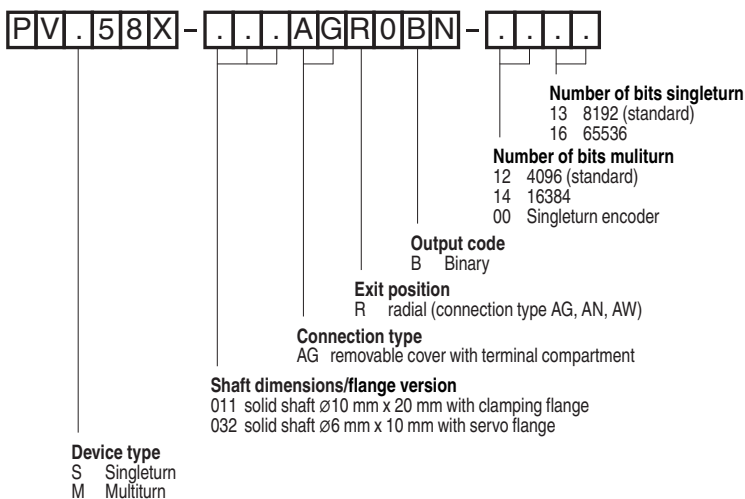 PV.58X-...AGR0BN-....
Number of bits singleturn
13 8192 (standard)
16 65536
Number of bits muliturn
12 4096 (standard)
14 16384
00 Singleturn encoder
Output code
B Binary
Exit position
R radial (connection type AG, AN, AW)
Connection type
AG removable cover with terminal compartment
Shaft dimensions/flange version
011 solid shaft ⌀10 mm x 20 mm with clamping flange
032 solid shaft ⌀6 mm x 10 mm with servo flange
Device type
S Singleturn
M Multiturn